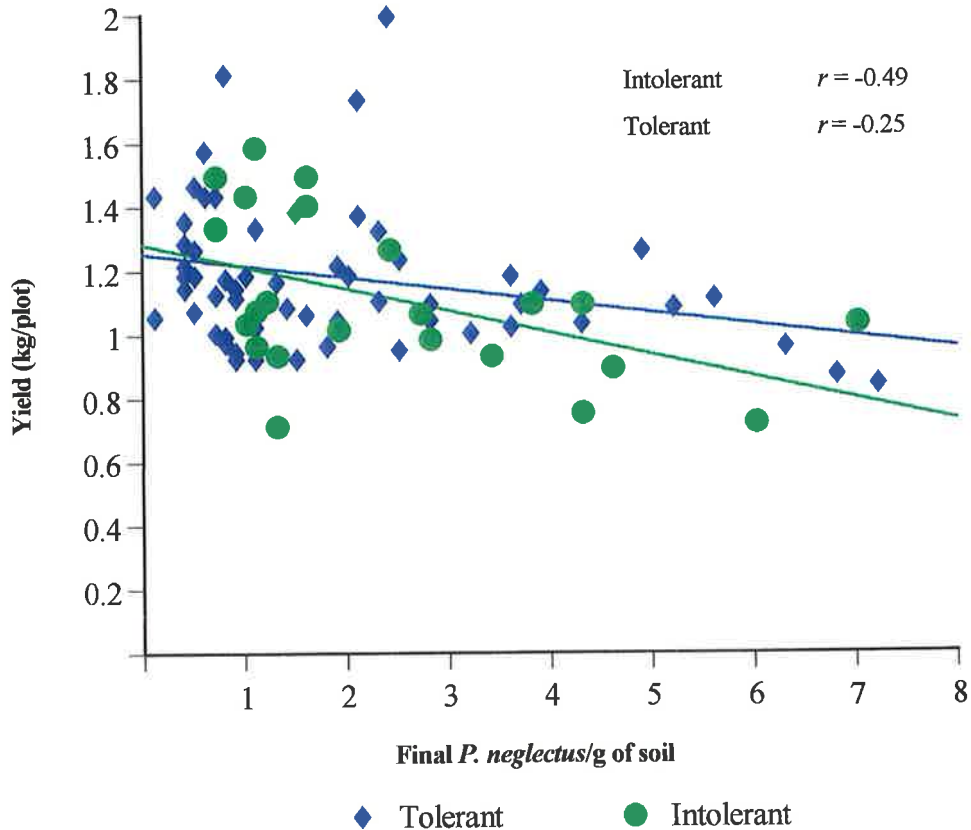 2
1.8
1.6
1.4
1.2
1
0.8
0.6
0.4
0.2
Yield (kg/plot)
Intolerant r = -0.49
Tolerant r = -0.25
1 2 3 4 5 6 7 8
Final P. neglectus/g of soil
Tolerant Intolerant